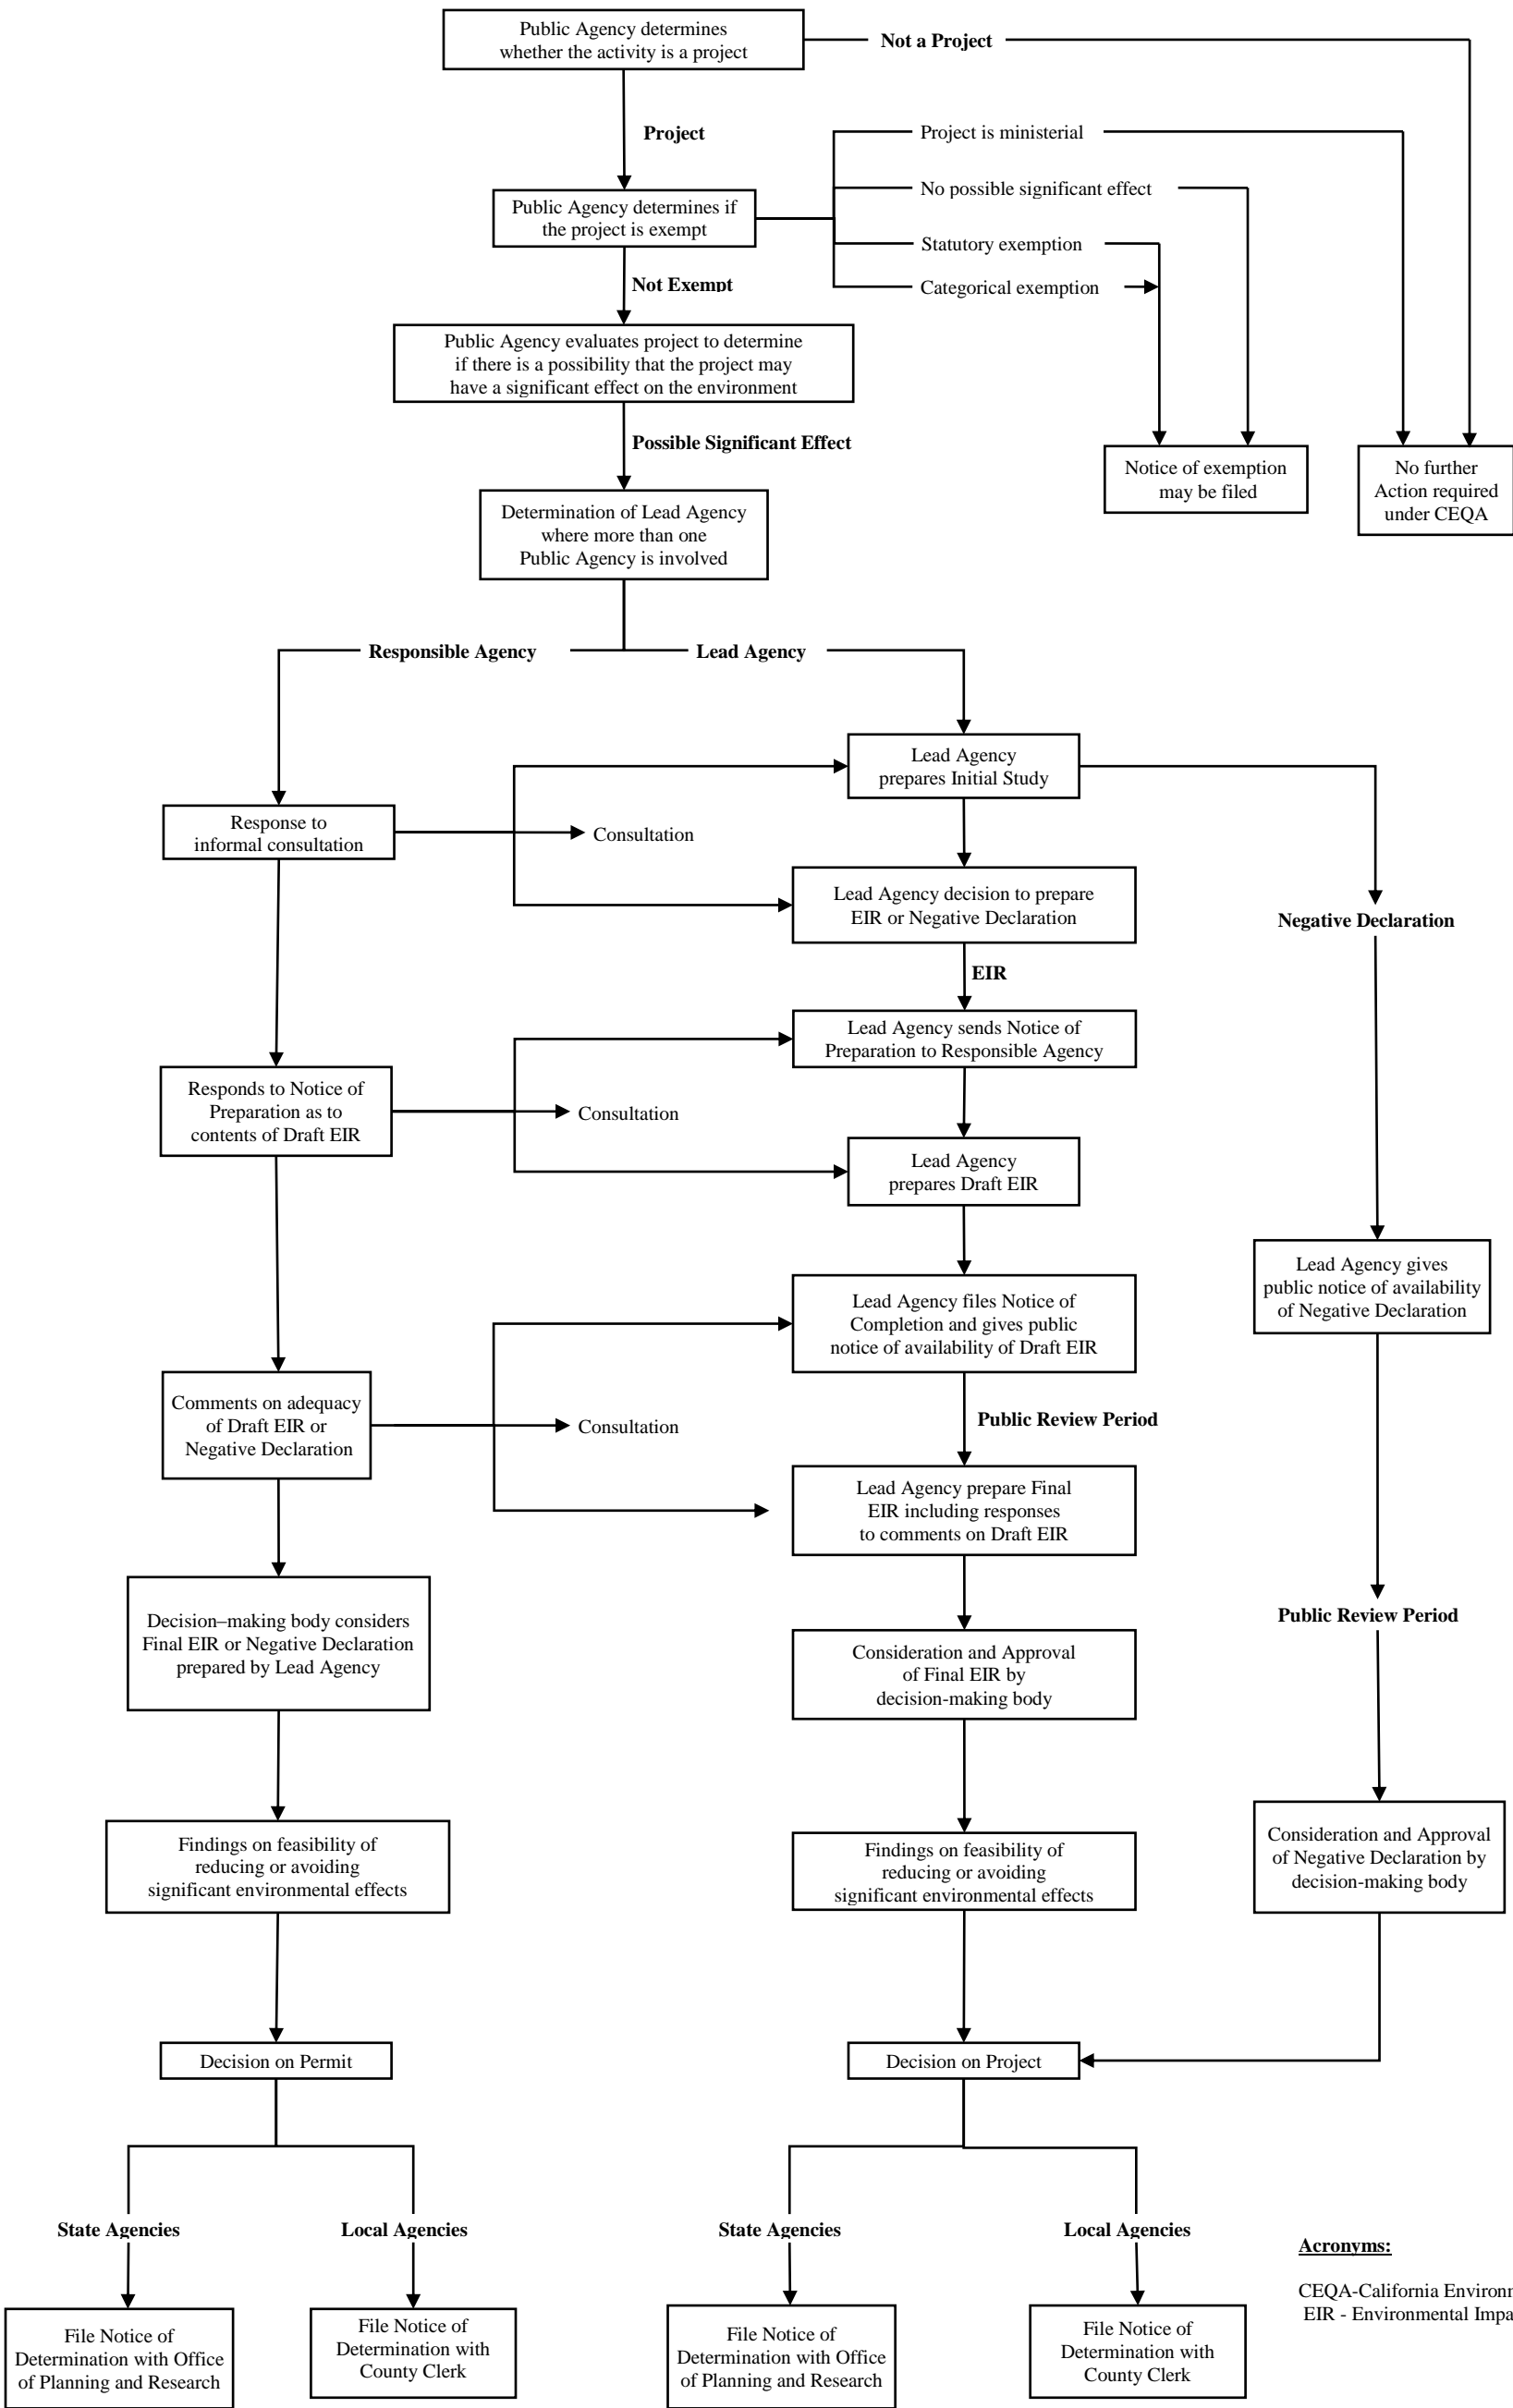 Public Agency determines
whether the activity is a project
Not a Project
Project
Project is ministerial
No possible significant effect
Statutory exemption
Categorical exemption
Public Agency determines if
the project is exempt
Not Exempt
Public Agency evaluates project to determine
if there is a possibility that the project may
have a significant effect on the environment
Possible Significant Effect
Notice of exemption
may be filed
No further
Action required
under CEQA
Determination of Lead Agency
where more than one
Public Agency is involved
Responsible Agency
Lead Agency
Lead Agency
prepares Initial Study
Response to
informal consultation
Consultation
Lead Agency decision to prepare
EIR or Negative Declaration
Negative Declaration
EIR
Lead Agency sends Notice of
Preparation to Responsible Agency
Responds to Notice of
Preparation as to
contents of Draft EIR
Consultation
Lead Agency
prepares Draft EIR
Lead Agency gives
public notice of availability
of Negative Declaration
Lead Agency files Notice of
Completion and gives public
notice of availability of Draft EIR
Comments on adequacy
of Draft EIR or
Negative Declaration
Consultation
Public Review Period
Lead Agency prepare Final
EIR including responses
to comments on Draft EIR
Decision–making body considers
Final EIR or Negative Declaration
prepared by Lead Agency
Public Review Period
Consideration and Approval
of Final EIR by
decision-making body
Findings on feasibility of
reducing or avoiding
significant environmental effects
Findings on feasibility of
reducing or avoiding
significant environmental effects
Consideration and Approval
of Negative Declaration by
decision-making body
Decision on Permit
Decision on Project
State Agencies
Local Agencies
State Agencies
Local Agencies
Acronyms:
CEQA-California
EIR - Environmental
File Notice of
Determination with Office
of Planning and Research
File Notice of
Determination with
County Clerk
File Notice of
Determination with Office
of Planning and Research
File Notice of
Determination with
County Clerk